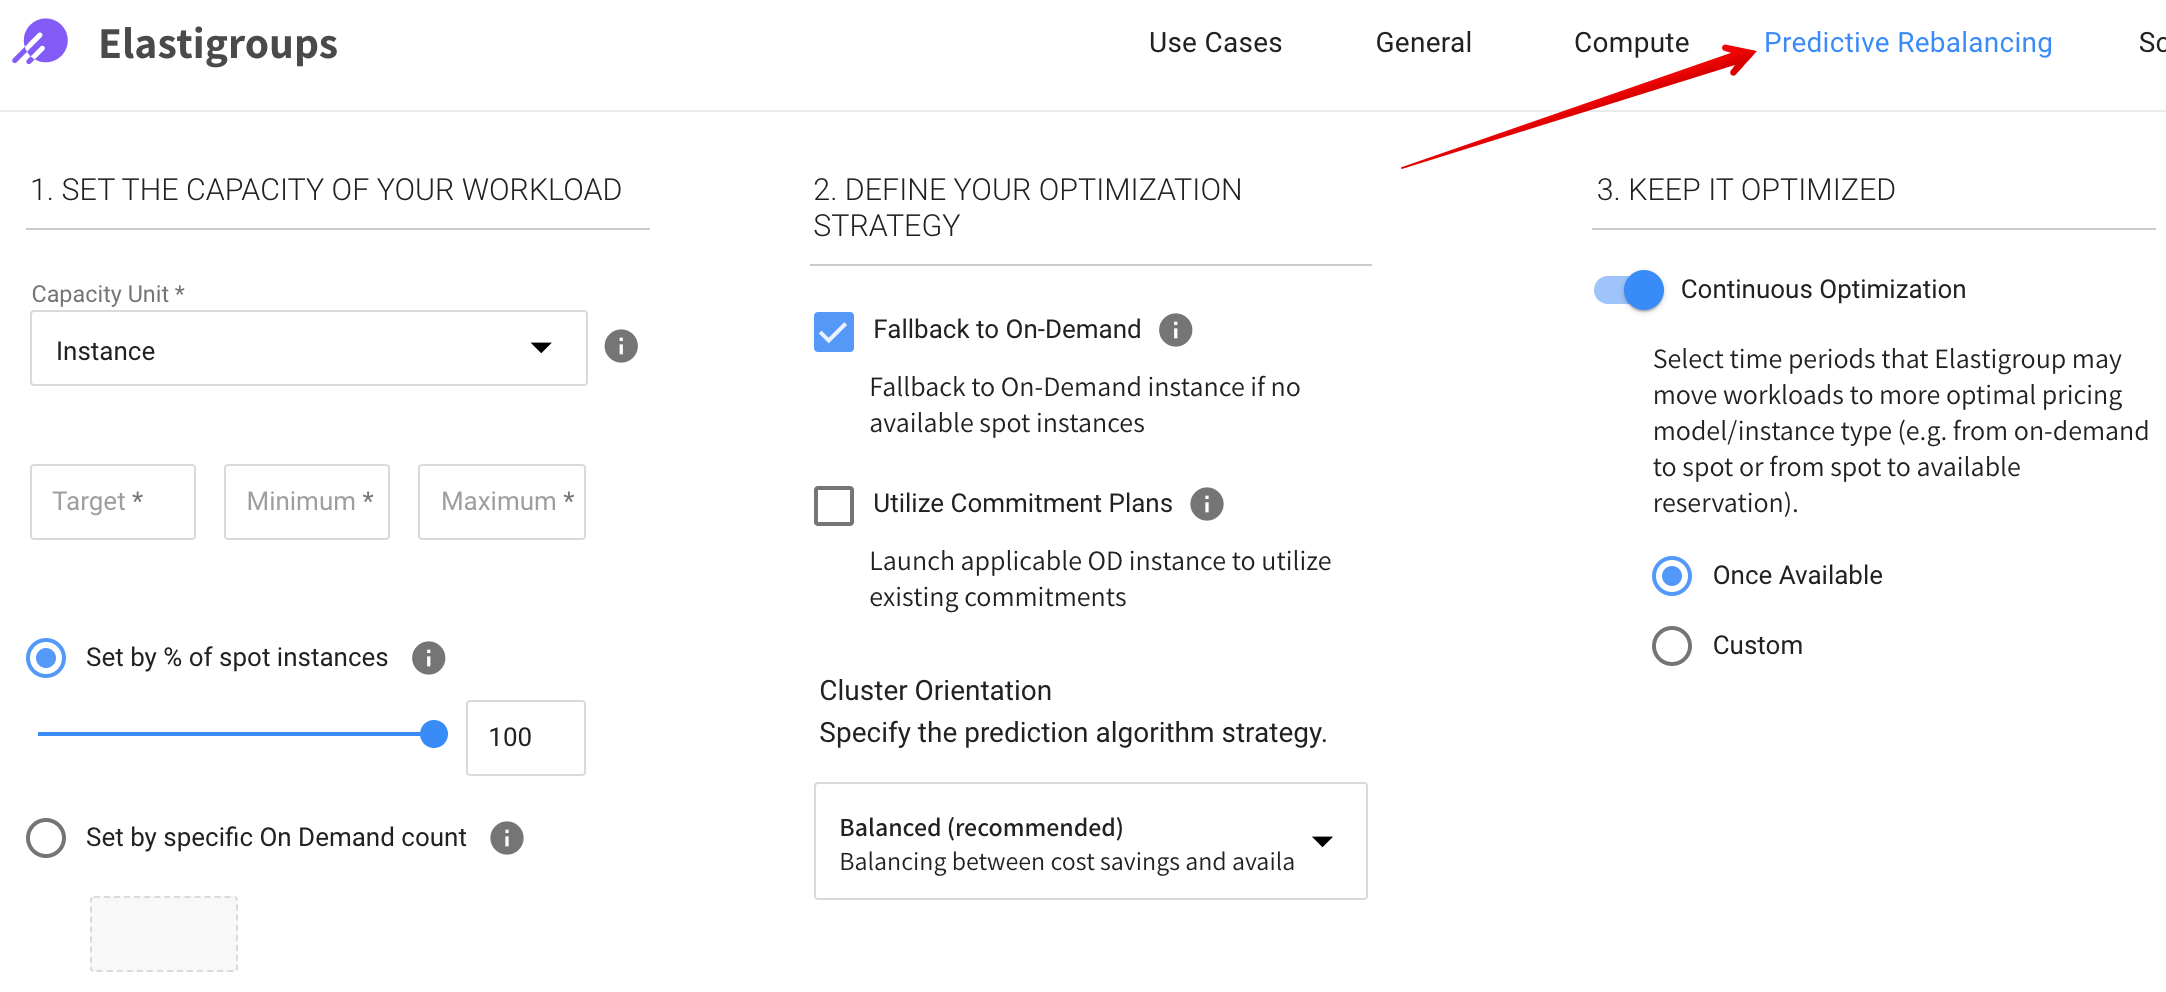 Elastigroups
Use Cases
General
Compute
Predictive Rebalancing
Sc
1. SET THE CAPACITY OF YOUR WORKLOAD
Capacity Unit *
Instance
Target *
Minimum *
Maximum *
Set by % of spot instances
100
Set by specific On Demand count
2. DEFINE YOUR OPTIMIZATION
STRATEGY
Fallback to On-Demand
Fallback to On-Demand instance if no
available spot instances
Utilize Commitment Plans
Launch applicable OD instance to utilize
existing commitments
Cluster Orientation
Specify the prediction algorithm strategy.
Balanced (recommended)
Balancing between cost savings and availa
3. KEEP IT OPTIMIZED
Continuous Optimization
Select time periods that Elastigroup may
move workloads to more optimal pricing
model/instance type (e.g. from on-demand
to spot or from spot to available
reservation).
Once Available
Custom